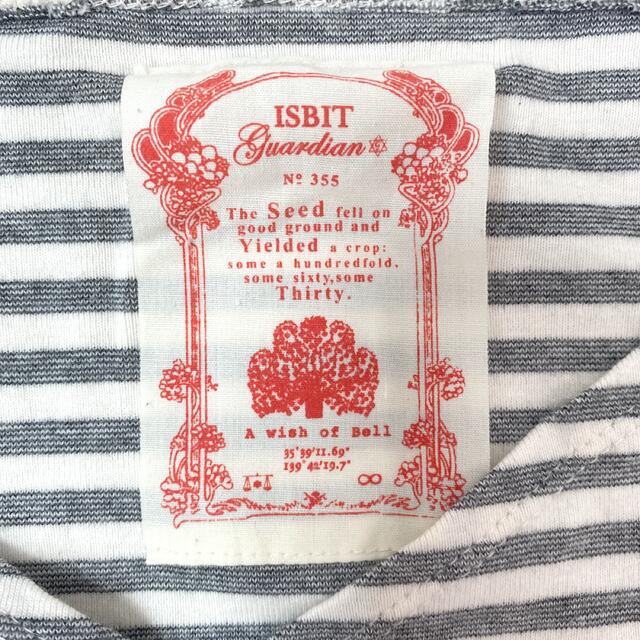 ISBIT
Guardian
Nº 355
The Seed fell on
good ground and
Yielded a crop:
some a hundredfold.
some sixty,some
Thirty.
A wish of Bell
35°39'11.69"
139°42'19.7"